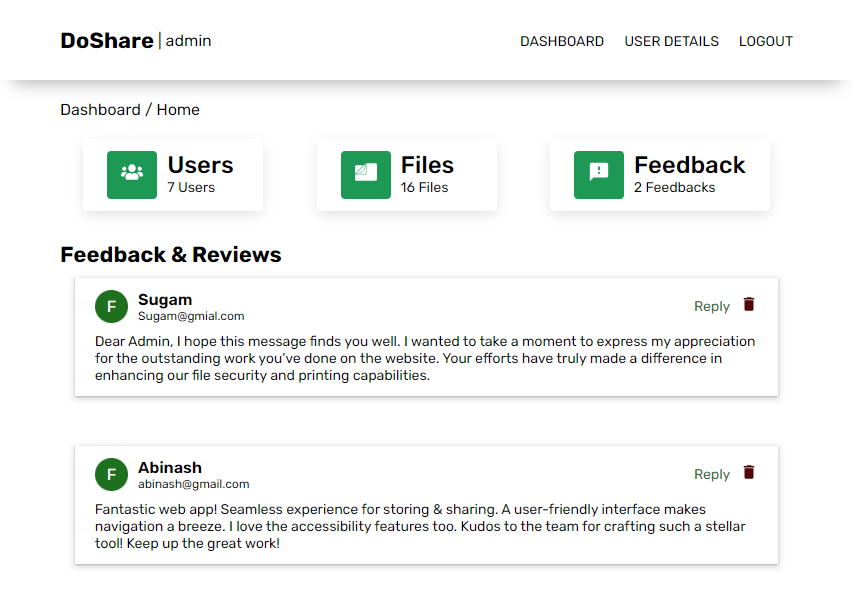 DoShare | admin
DASHBOARD USER DETAILS LOGOUT
Dashboard / Home
Users
7 Users
Files
16 Files
Feedback
2 Feedbacks
Feedback & Reviews
F
Sugam
Sugam@gmial.com
Reply
Dear Admin, I hope this message finds you well. I wanted to take a moment to express my appreciation
for the outstanding work you've done on the website. Your efforts have truly made a difference in
enhancing our file security and printing capabilities.
F
Abinash
abinash@gmail.com
Reply
Fantastic web app! Seamless experience for storing & sharing. A user-friendly interface makes
navigation a breeze. I love the accessibility features too. Kudos to the team for crafting such a stellar
tool! Keep up the great work!